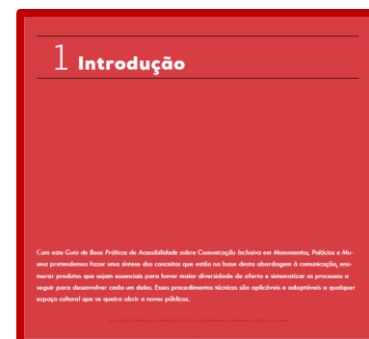 1 Introdução
Com este Guia de Boas Práticas de Acessibilidade sobre Comunicação Inclusiva em Monumentos, Palácios e Mu-
seus pretendemos fazer uma síntese dos conceitos que estão na base desta abordagem à comunicação, enu-
merar produtos que sejam essenciais para haver maior diversidade de oferta e sistematizar os processos a
seguir para desenvolver cada um deles. Esses procedimentos técnicos são aplicáveis e adaptáveis a qualquer
espaço cultural que se queira abrir a novos públicos.